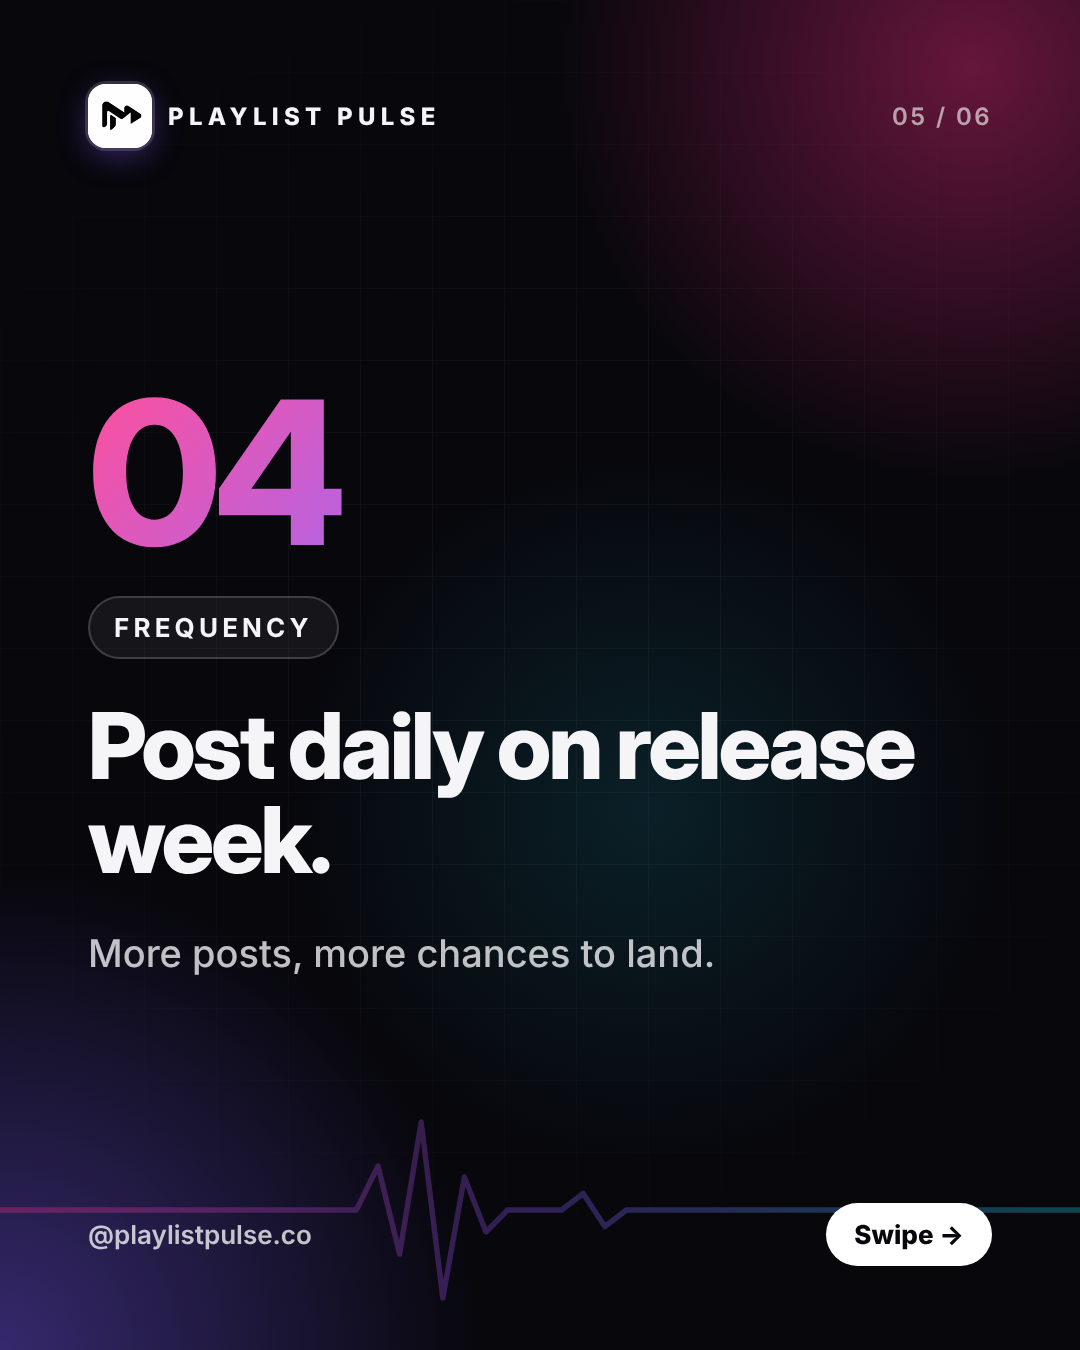 PLAYLIST PULSE
05 / 06
04
FREQUENCY
Post daily on release
week.
More posts, more chances to land.
@playlistpulse.co
Swipe →